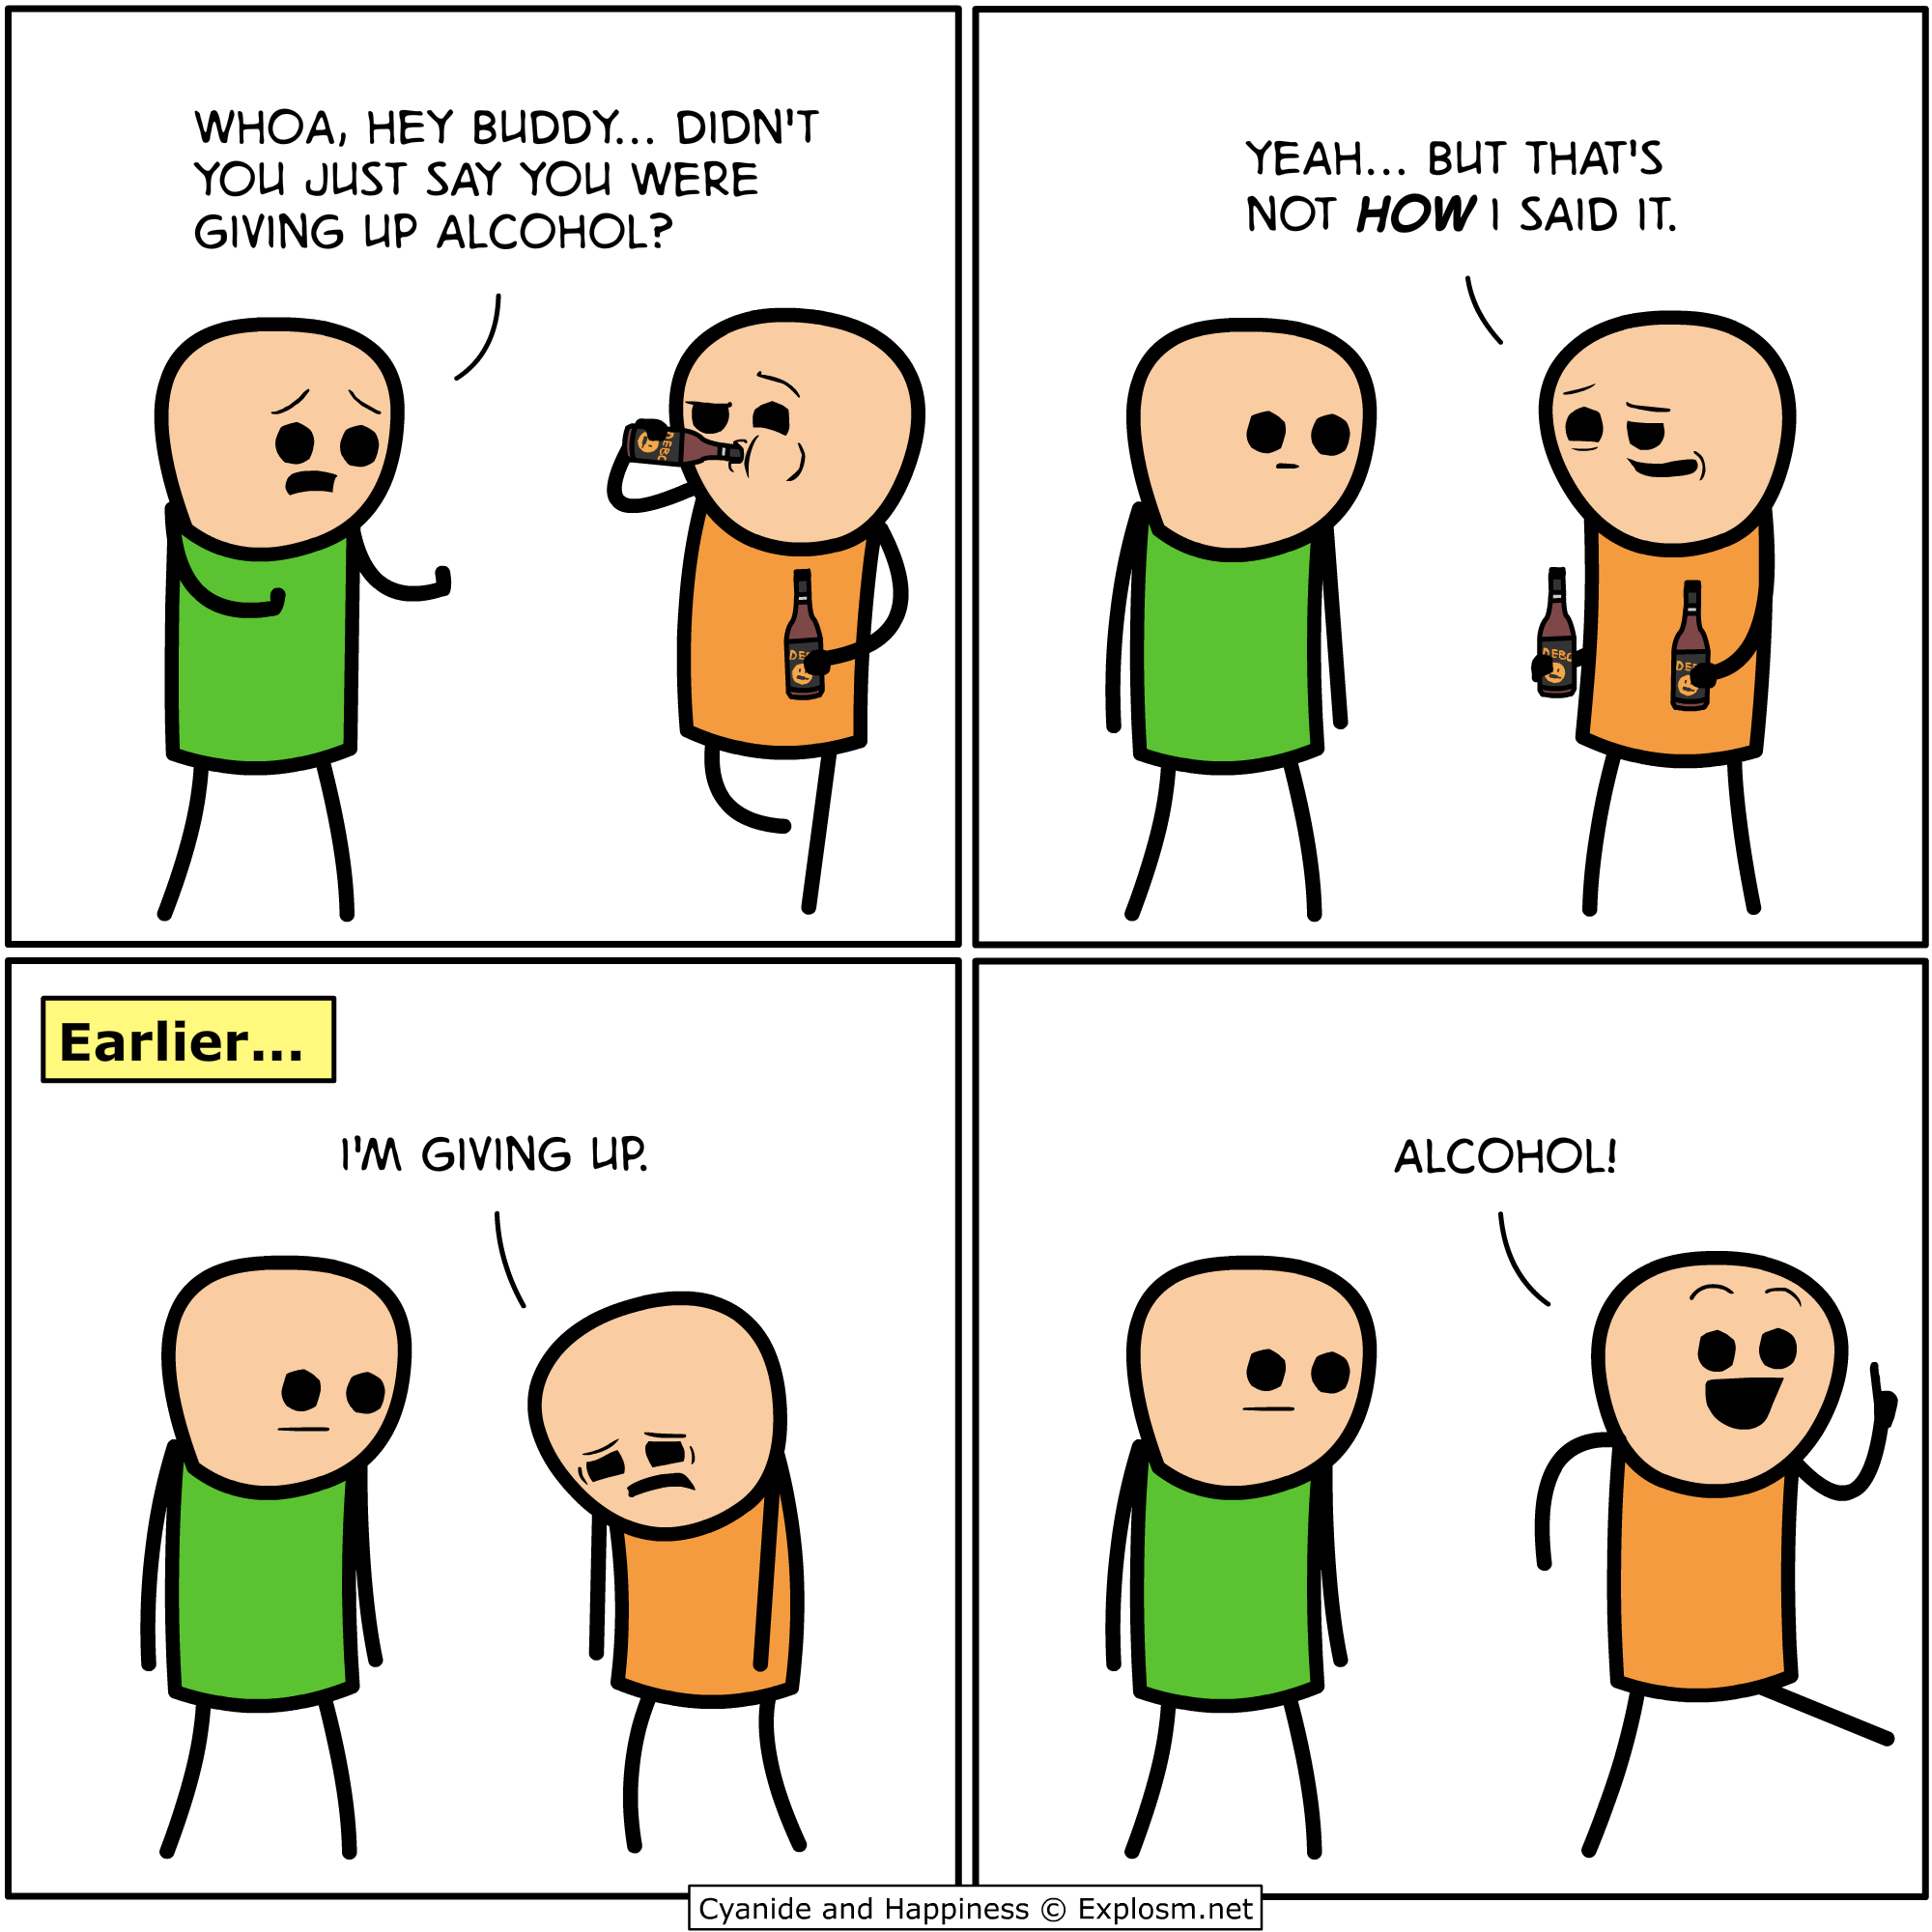 WHOA, HEY BUDDY... DIDN'T
YOU JUST SAY YOU WERE
GIVING UP ALCOHOL?
YEAH... BUT THAT'S
NOT HOW I SAID IT.
Earlier...
I'M GIVING UP.
ALCOHOL!
Cyanide and Happiness © Explosm.net